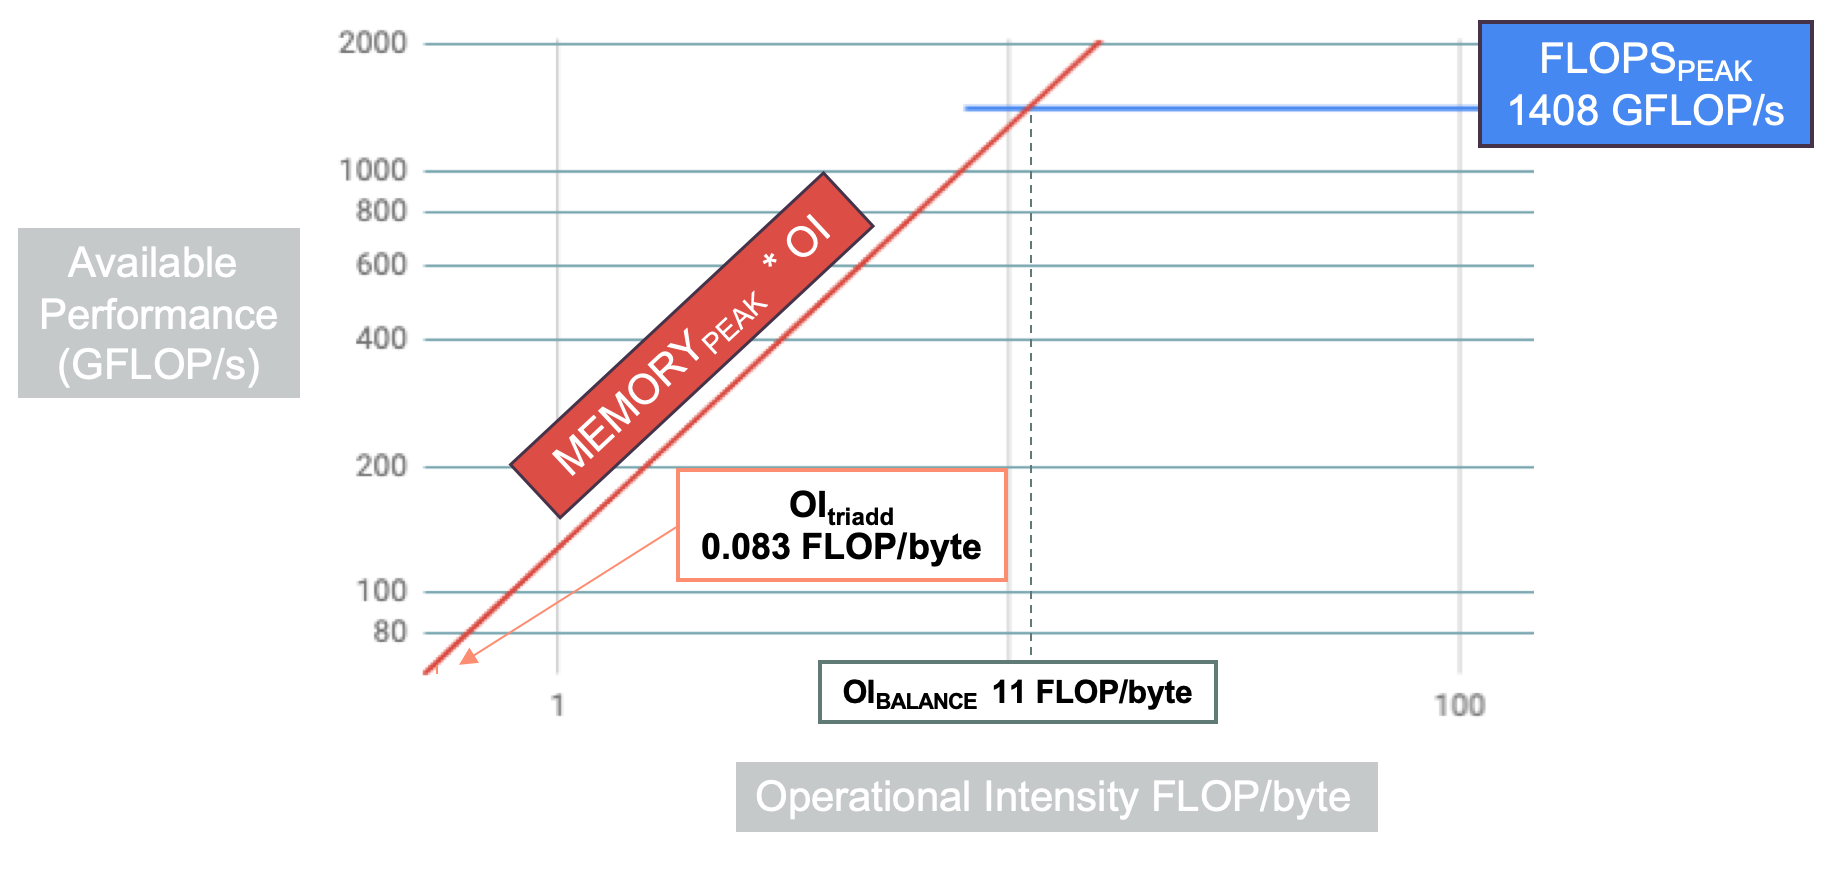 2000
1000
800
600
400
200
100
80
Available
Performance
(GFLOP/s)
FLOPSPEAK
1408 GFLOP/s
MEMORYPEAK * OI
OItriadd
0.083 FLOP/byte
OIBALANCE 11 FLOP/byte
1
100
Operational Intensity FLOP/byte